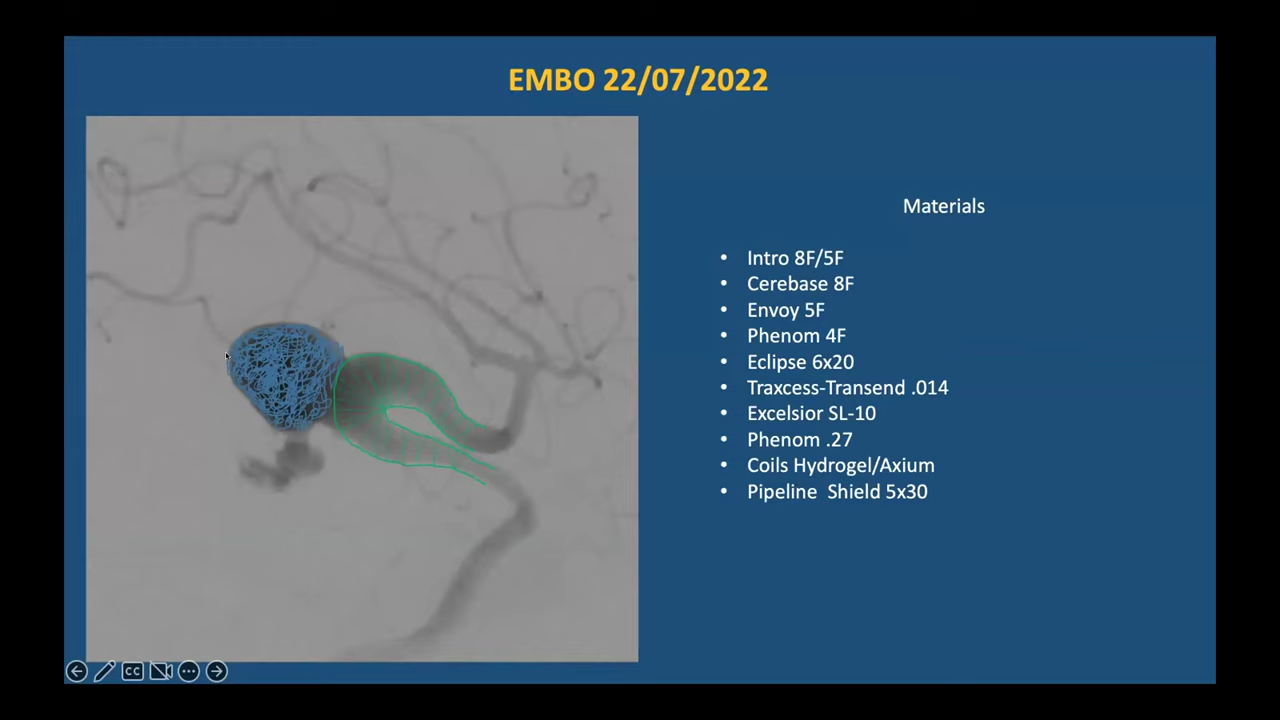 EMBO 22/07/2022
Materials
• Intro 8F/5F
• Cerebase 8F
• Envoy 5F
• Phenom 4F
• Eclipse 6x20
• Traxcess-Transend .014
• Excelsior SL-10
• Phenom .27
• Coils Hydrogel/Axium
• Pipeline  Shield 5x30
CC